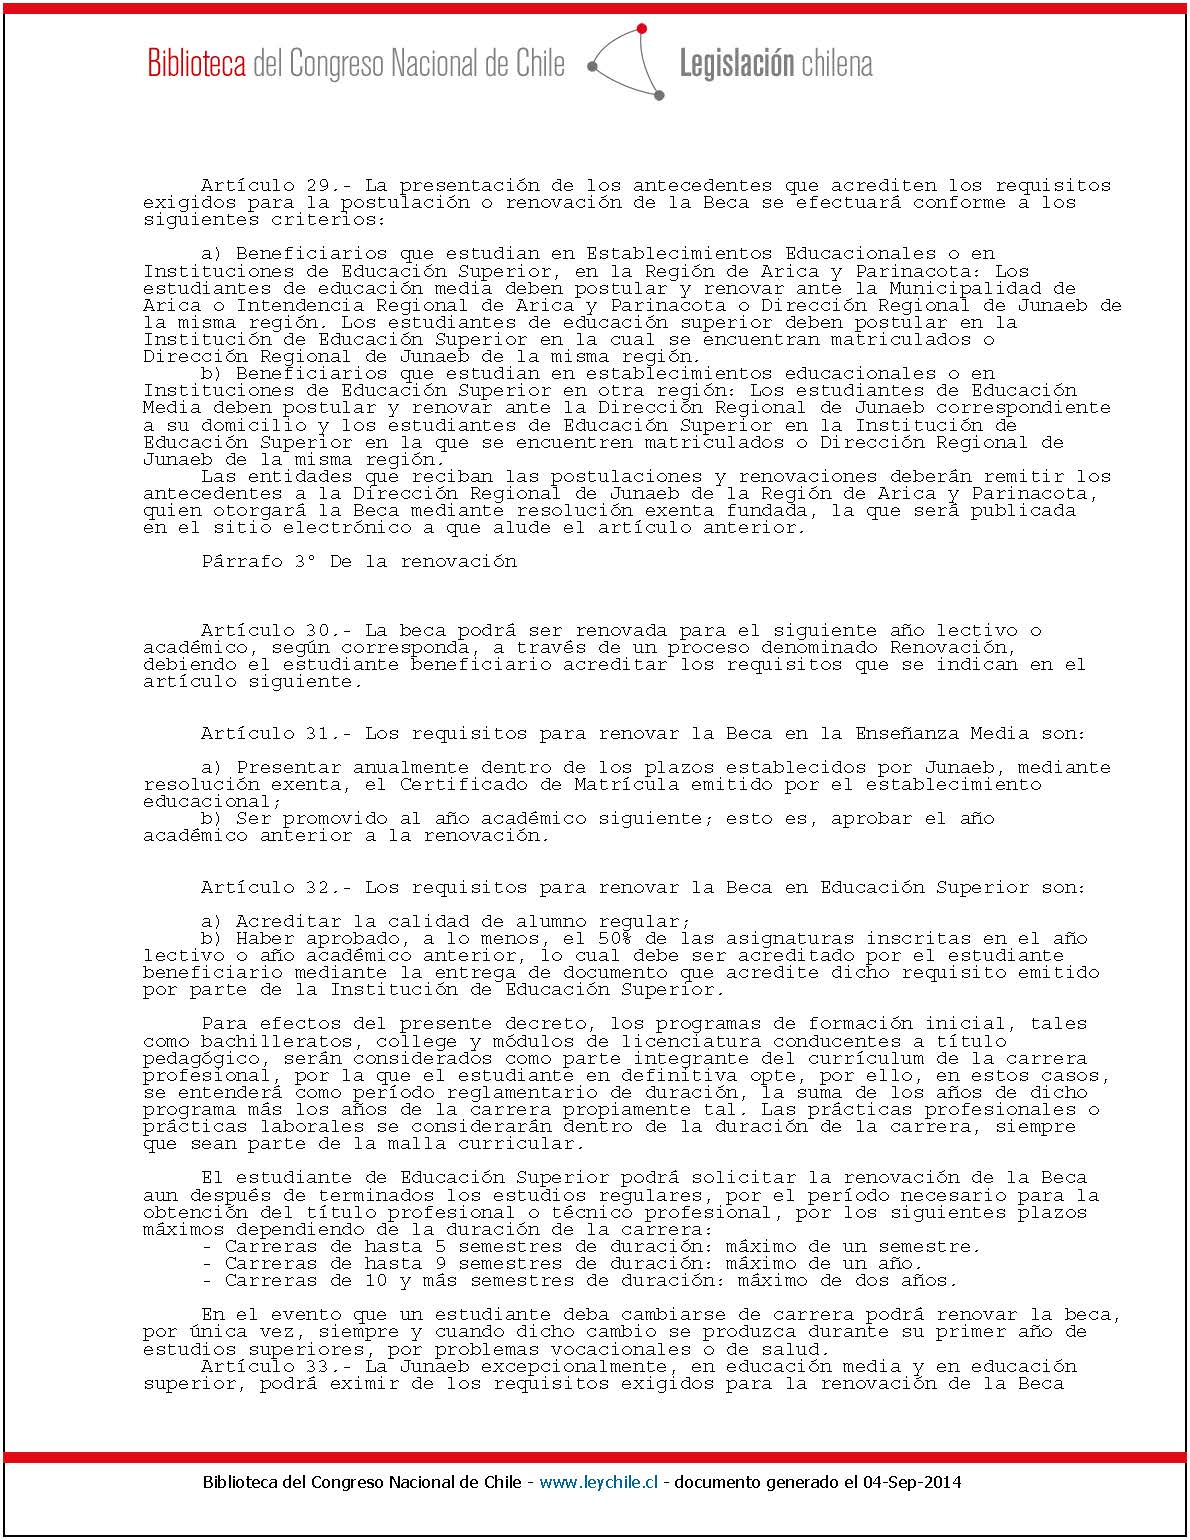 Biblioteca del Congreso Nacional de Chile Legislación chilena
Artículo 29.- La presentación de los antecedentes que acrediten los requisitos
exigidos para la postulación o renovación de la Beca se efectuará conforme a los
siguientes criterios:
a) Beneficiarios que estudian en Establecimientos Educacionales o en
Instituciones de Educación Superior, en la Región de Arica y Parinacota: Los
estudiantes de educación media deben postular y renovar ante la Municipalidad de
Arica o Intendencia Regional de Arica y Parinacota o Dirección Regional de Junaeb de
la misma región. Los estudiantes de educación superior deben postular en la
Institución de Educación Superior en la cual se encuentran matriculados o
Dirección Regional de Junaeb de la misma región.
b) Beneficiarios que estudian en establecimientos educacionales o en
Instituciones de Educación Superior en otra región: Los estudiantes de Educación
Media deben postular y renovar ante la Dirección Regional de Junaeb correspondiente
a su domicilio y los estudiantes de Educación Superior en la Institución de
Educación Superior en la que se encuentren matriculados o Dirección Regional de
Junaeb de la misma región.
Las entidades que reciban las postulaciones y renovaciones deberán remitir los
antecedentes a la Dirección Regional de Junaeb de la Región de Arica y Parinacota,
quien otorgará la Beca mediante resolución exenta fundada, la que será publicada
en el sitio electrónico a que alude el artículo anterior.
Párrafo 3° De la renovación
Artículo 30.- La beca podrá ser renovada para el siguiente año lectivo o
académico, según corresponda, a través de un proceso denominado Renovación,
debiendo el estudiante beneficiario acreditar los requisitos que se indican en el
artículo siguiente.
Artículo 31.- Los requisitos para renovar la Beca en la Enseñanza Media son:
a) Presentar anualmente dentro de los plazos establecidos por Junaeb, mediante
resolución exenta, el Certificado de Matrícula emitido por el establecimiento
educacional;
b) Ser promovido al año académico siguiente; esto es, aprobar el año
académico anterior a la renovación.
Artículo 32.- Los requisitos para renovar la Beca en Educación Superior son:
a) Acreditar la calidad de alumno regular;
b) Haber aprobado, a lo menos, el 50% de las asignaturas inscritas en el año
lectivo o año académico anterior, lo cual debe ser acreditado por el estudiante
beneficiario mediante la entrega de documento que acredite dicho requisito emitido
por parte de la Institución de Educación Superior.
Para efectos del presente decreto, los programas de formación inicial, tales
como bachilleratos, college y módulos de licenciatura conducentes a título
pedagógico, serán considerados como parte integrante del currículum de la carrera
profesional, por la que el estudiante en definitiva opte, por ello, en estos casos,
se entenderá como período reglamentario de duración, la suma de los años de dicho
programa más los años de la carrera propiamente tal. Las prácticas profesionales o
prácticas laborales se considerarán dentro de la duración de la carrera, siempre
que sean parte de la malla curricular.
El estudiante de Educación Superior podrá solicitar la renovación de la Beca
aun después de terminados los estudios regulares, por el período necesario para la
obtención del título profesional o técnico profesional, por los siguientes plazos
máximos dependiendo de la duración de la carrera:
- Carreras de hasta 5 semestres de duración: máximo de un semestre.
- Carreras de hasta 9 semestres de duración: máximo de un año.
- Carreras de 10 y más semestres de duración: máximo de dos años.
En el evento que un estudiante deba cambiarse de carrera podrá renovar la beca,
por única vez, siempre y cuando dicho cambio se produzca durante su primer año de
estudios superiores, por problemas vocacionales o de salud.
Artículo 33.- La Junaeb excepcionalmente, en educación media y en educación
superior, podrá eximir de los requisitos exigidos para la renovación de la Beca
Biblioteca del Congreso Nacional de Chile - www.leychile.cl - documento generado el 04-Sep-2014